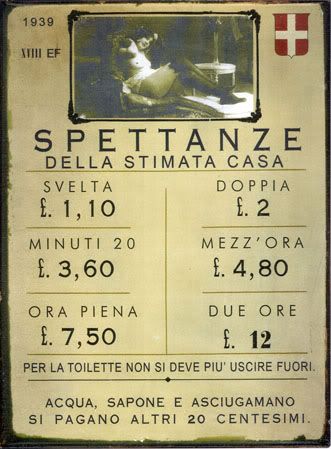 1939
XVIII EF
SPETTANZE
DELLA STIMATA CASA
SVELTA
£. 1,10
DOPPIA
£. 2
MINUTI 20
£. 3,60
MEZZ'ORA
£. 4,80
ORA PIENA
£. 7,50
DUE ORE
£. 12
PER LA TOILETTE NON SI DEVE PIU' USCIRE FUORI.
ACQUA, SAPONE E ASCIUGAMANO
SI PAGANO ALTRI 20 CENTESIMI.